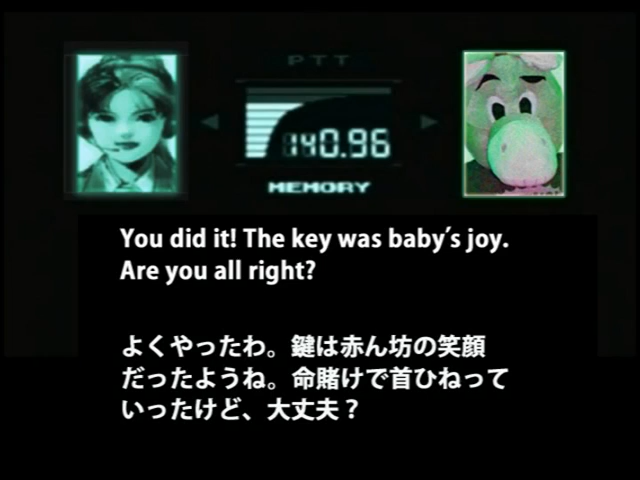 PTT
140.96
MEMORY
You did it! The key was baby's joy.
Are you all right?
よくやったわ。鍵は赤ん坊の笑顔
だったようね。命賭けで首ひねって
いったけど、大丈夫？